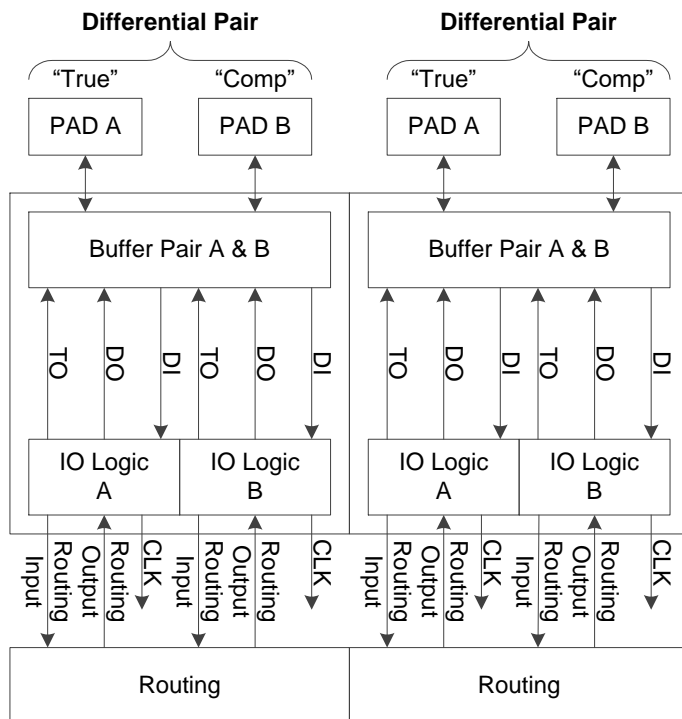 Differential Pair Differential Pair
“True” “Comp” “True” “Comp”
PAD A PAD B PAD A PAD B
Buffer Pair A & B Buffer Pair A & B
TO DO DI TO DO DI TO DO DI TO DO DI
IO Logic IO Logic IO Logic IO Logic
A B A B
Routing Input
Routing Output
CLK
Routing Input
Routing Output
CLK
Routing Input
Routing Output
CLK
Routing Input
Routing Output
CLK
Routing Routing